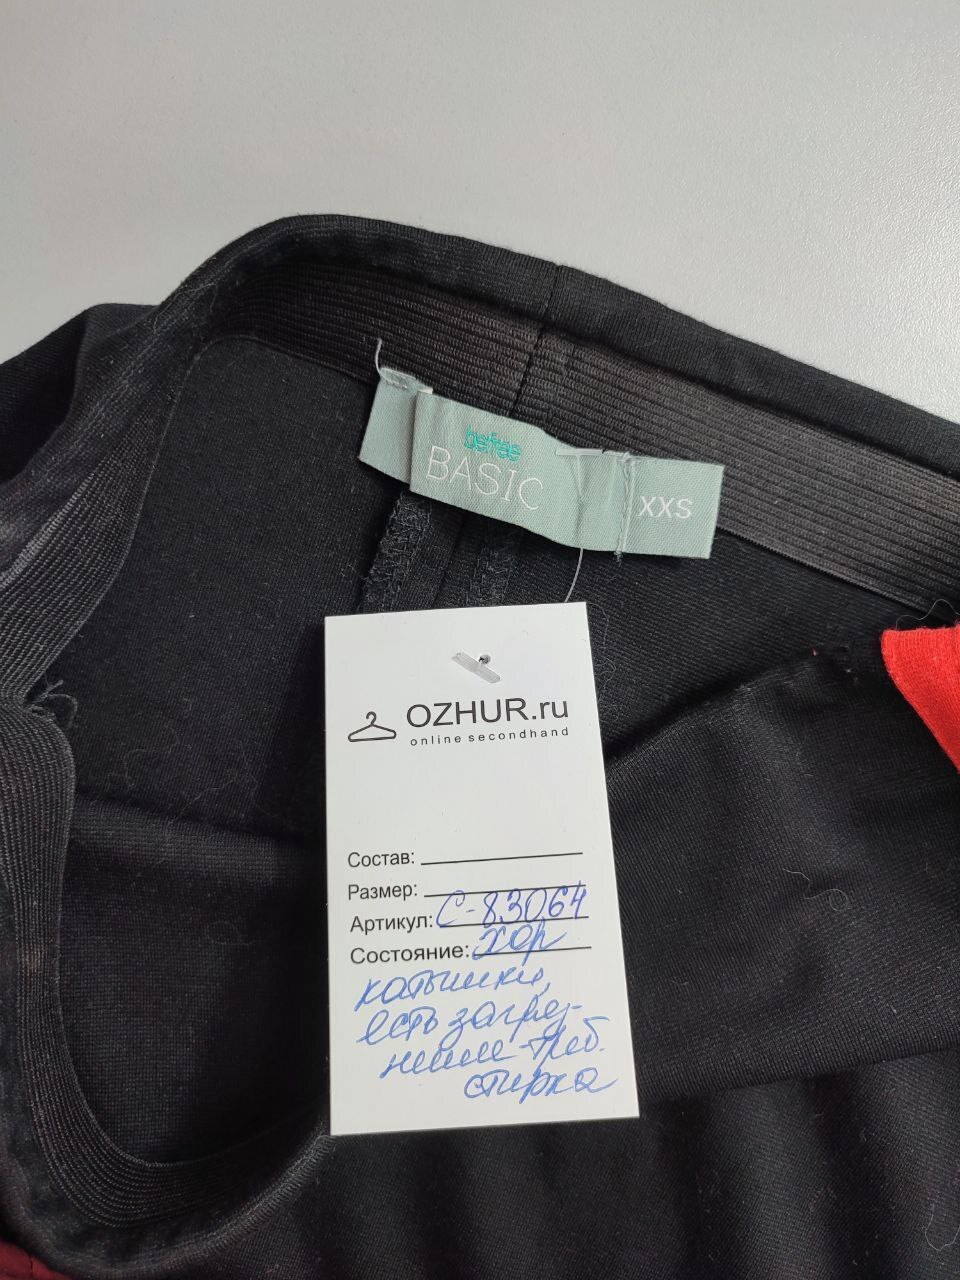 befree
BASIC
XXS
OZHUR.ru
online secondhand
Состав:
Размер:
Артикул: С-83064
Состояние: хор
катышки,
есть загряз-
нение - треб.
стирка